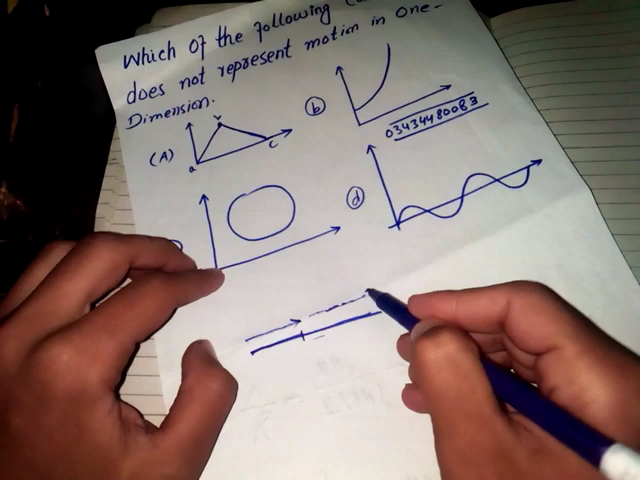 Which of the following
does not represent motion in one-
Dimension.
(A)
a
c
(b)
03434480083
(d)